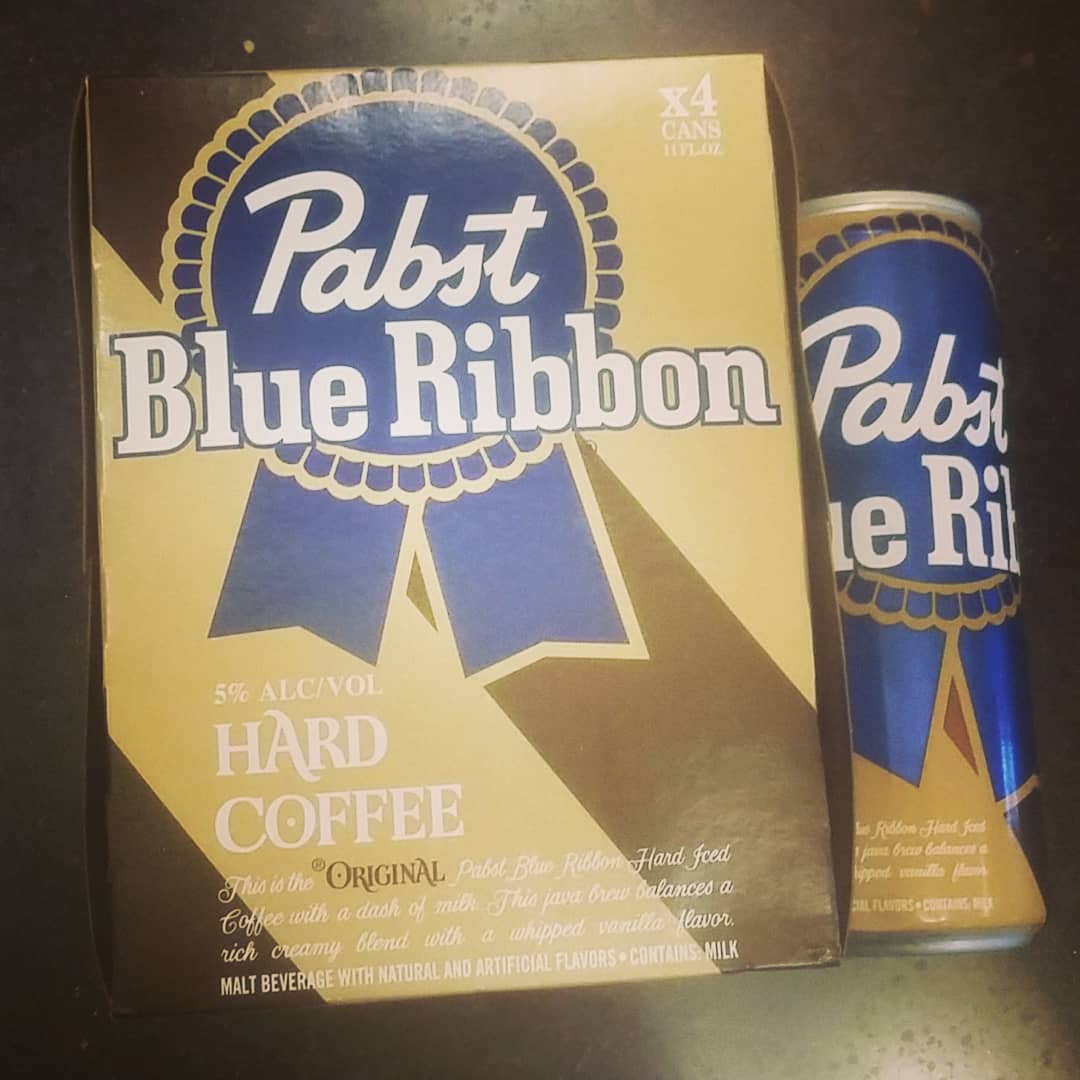 x4
CANS
11 FL.OZ
Pabst
Blue Ribbon
5% ALC/VOL
HARD
COFFEE
This is the ®ORIGINAL Pabst Blue Ribbon Hard Iced
Coffee with a dash of milk. This java brew balances a
rich creamy blend with a whipped vanilla flavor.
MALT BEVERAGE WITH NATURAL AND ARTIFICIAL FLAVORS • CONTAINS: MILK
Pabst
ue Rib
ue Ribbon Hard Iced
java brew balances a
ipped vanilla flavor
IAL FLAVORS • CONTAINS: MILK